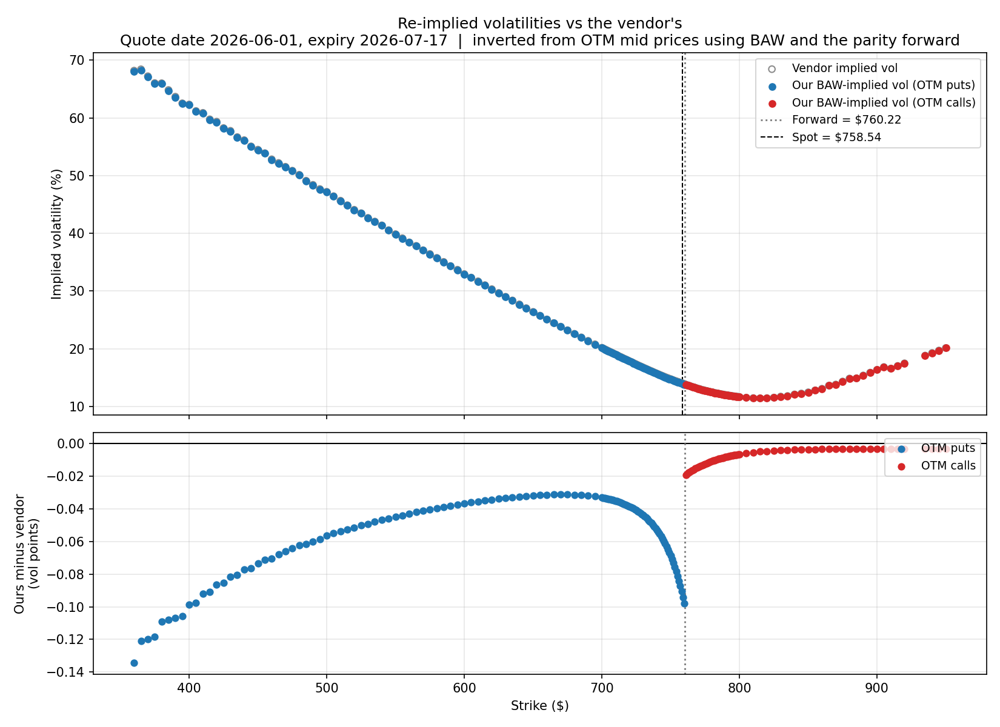 Re-implied volatilities vs the vendor's
Quote date 2026-06-01, expiry 2026-07-17 | inverted from OTM mid prices using BAW and the parity forward
Implied volatility (%)
70
60
50
40
30
20
10
Vendor implied vol
Our BAW-implied vol (OTM puts)
Our BAW-implied vol (OTM calls)
Forward = $760.22
Spot = $758.54
Ours minus vendor
(vol points)
0.00
−0.02
−0.04
−0.06
−0.08
−0.10
−0.12
−0.14
OTM puts
OTM calls
400
500
600
700
800
900
Strike ($)